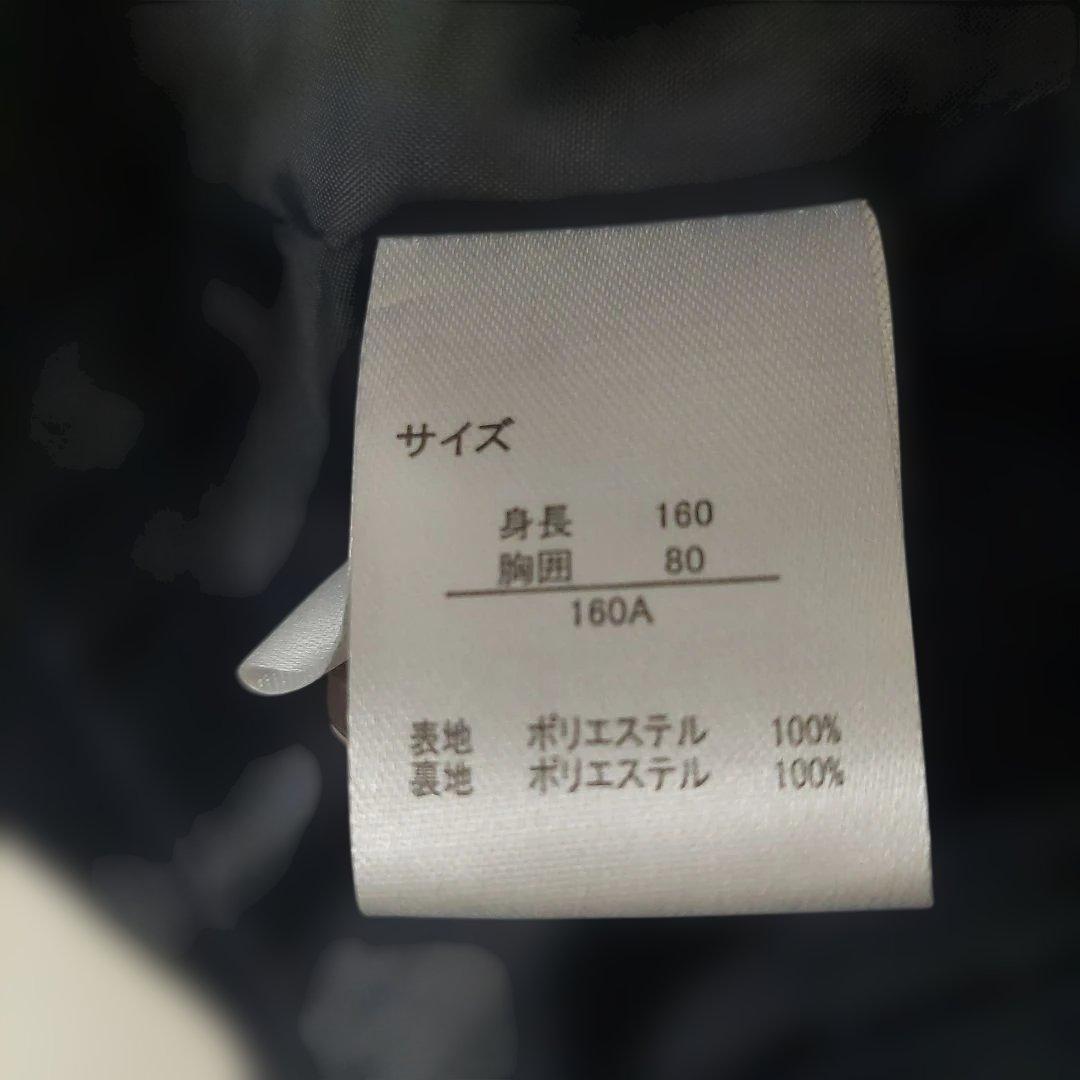 サイズ
身長 160
胸囲 80
160A
表地 ポリエステル 100%
裏地 ポリエステル 100%